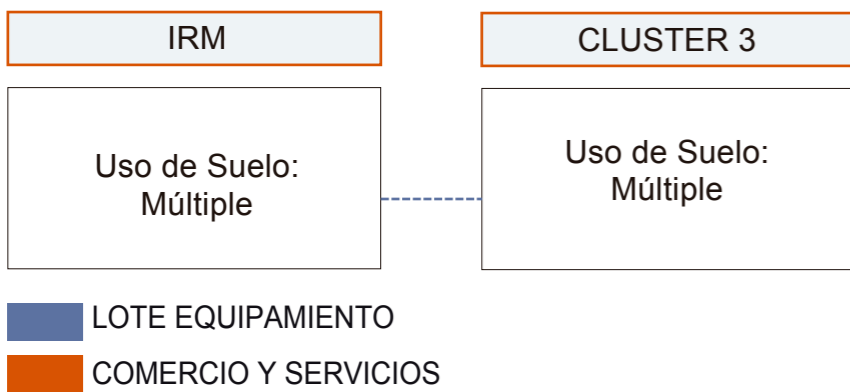 IRM
CLUSTER 3
Uso de Suelo:
Múltiple
Uso de Suelo:
Múltiple
LOTE EQUIPAMIENTO
COMERCIO Y SERVICIOS